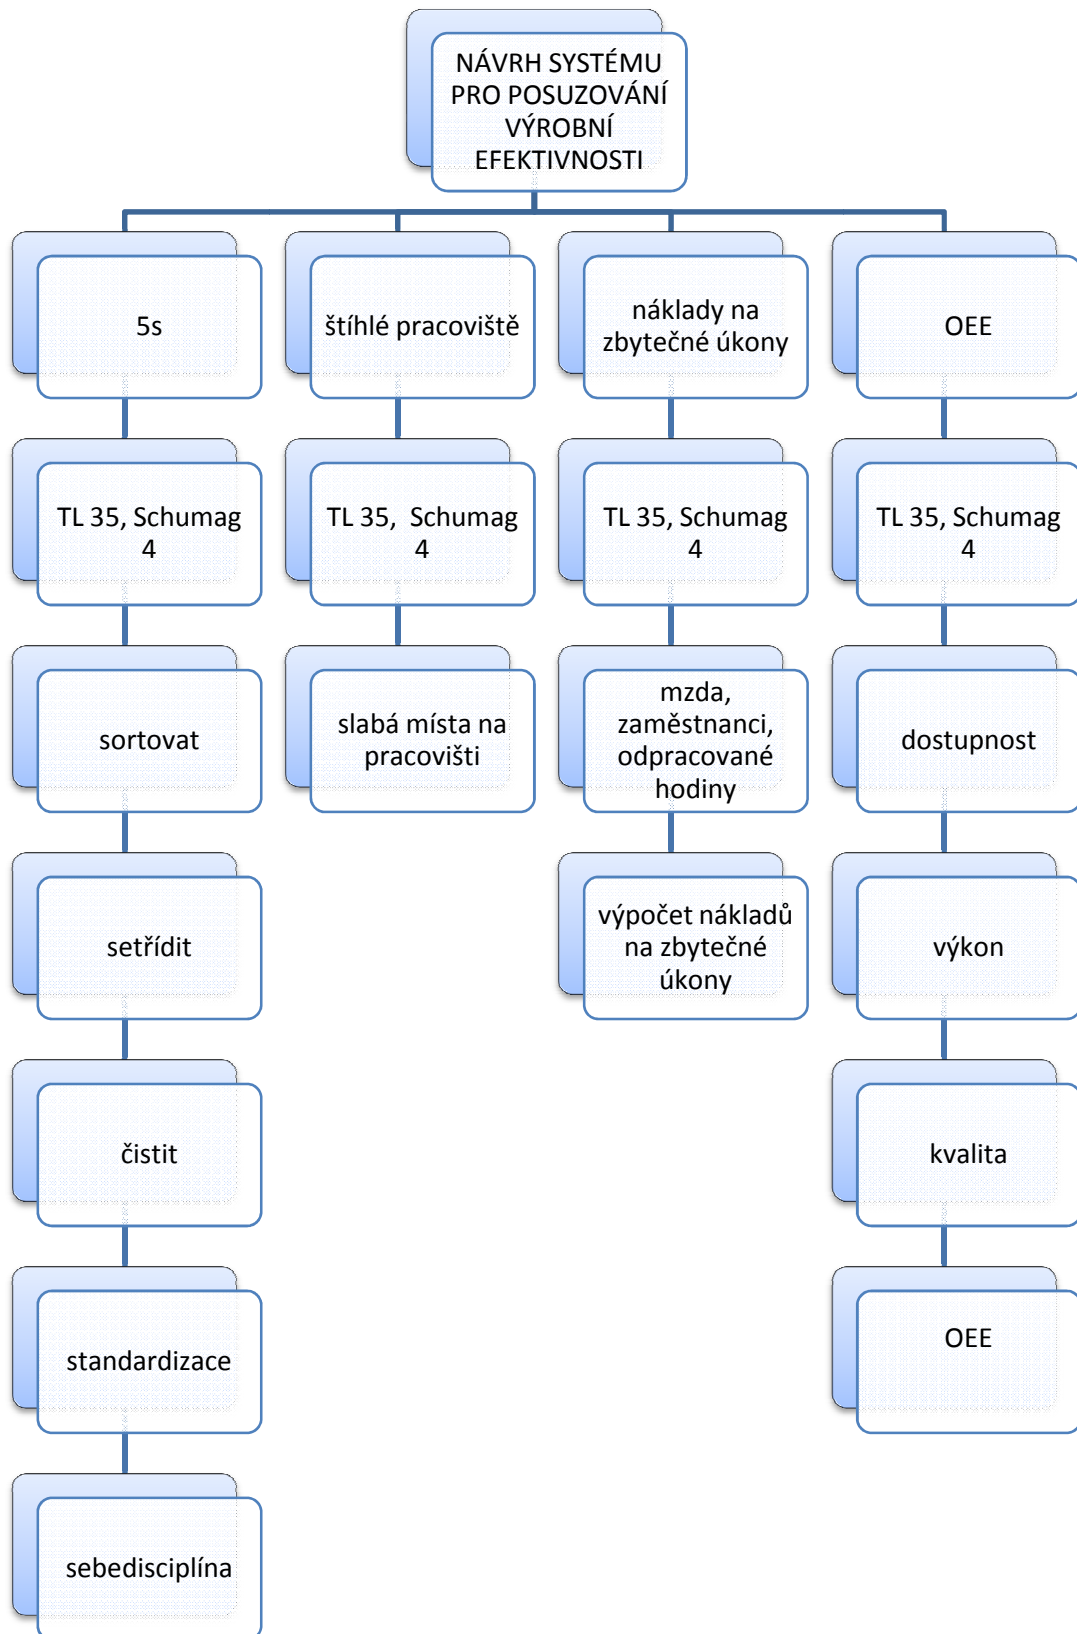 NÁVRH SYSTÉMU
PRO POSUZOVÁNÍ
VÝROBNÍ
EFEKTIVNOSTI
5s
štíhlé pracoviště
náklady na
zbytečné úkony
OEE
TL 35, Schumag
4
TL 35,  Schumag
4
TL 35, Schumag
4
TL 35, Schumag
4
sortovat
slabá místa na
pracovišti
mzda,
zaměstnanci,
odpracované
hodiny
dostupnost
setřídit
výpočet nákladů
na zbytečné
úkony
výkon
čistit
kvalita
standardizace
OEE
sebedisciplína